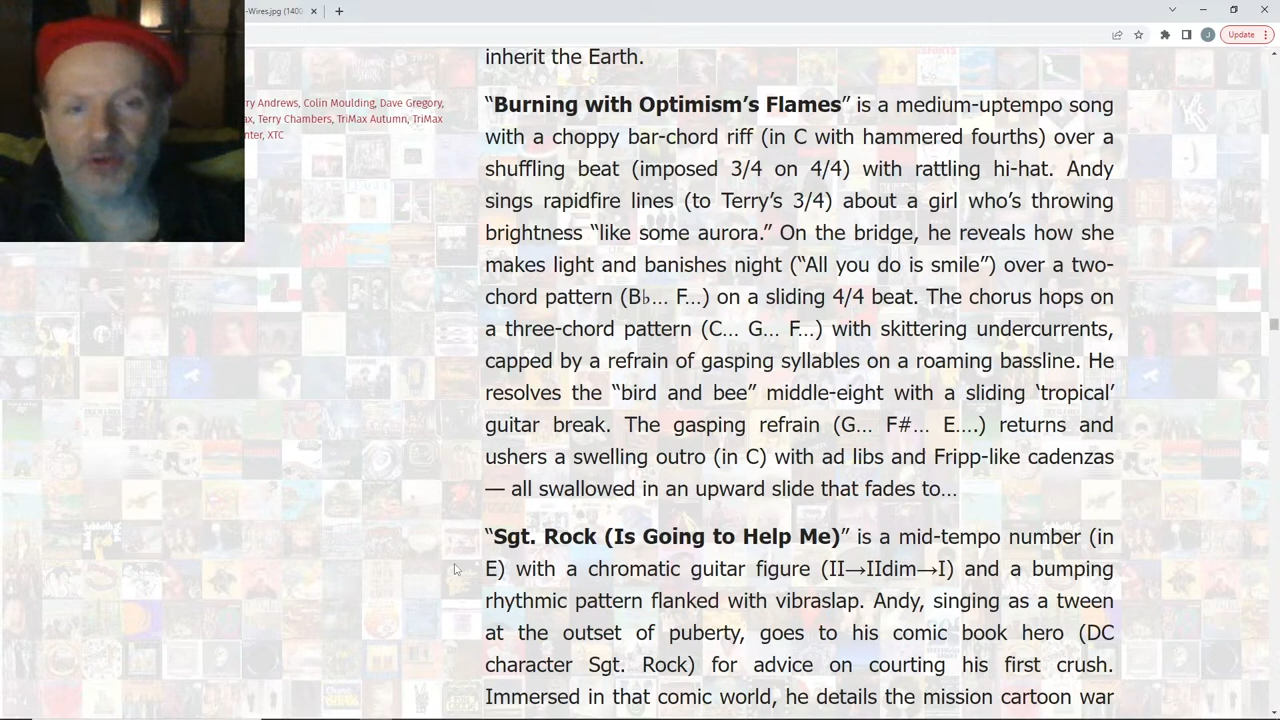 -Wires.jpg (1400
Update
J
inherit the Earth.
ry Andrews, Colin Moulding, Dave Gregory,
ax, Terry Chambers, TriMax Autumn, TriMax
nter, XTC
“Burning with Optimism’s Flames” is a medium-uptempo song
with a choppy bar-chord riff (in C with hammered fourths) over a
shuffling beat (imposed 3/4 on 4/4) with rattling hi-hat. Andy
sings rapidfire lines (to Terry’s 3/4) about a girl who’s throwing
brightness “like some aurora.” On the bridge, he reveals how she
makes light and banishes night (“All you do is smile”) over a two-
chord pattern (B♭… F…) on a sliding 4/4 beat. The chorus hops on
a three-chord pattern (C… G… F…) with skittering undercurrents,
capped by a refrain of gasping syllables on a roaming bassline. He
resolves the “bird and bee” middle-eight with a sliding ‘tropical’
guitar break. The gasping refrain (G… F#… E….) returns and
ushers a swelling outro (in C) with ad libs and Fripp-like cadenzas
— all swallowed in an upward slide that fades to…
“Sgt. Rock (Is Going to Help Me)” is a mid-tempo number (in
E) with a chromatic guitar figure (II→IIdim→I) and a bumping
rhythmic pattern flanked with vibraslap. Andy, singing as a tween
at the outset of puberty, goes to his comic book hero (DC
character Sgt. Rock) for advice on courting his first crush.
Immersed in that comic world, he details the mission cartoon war